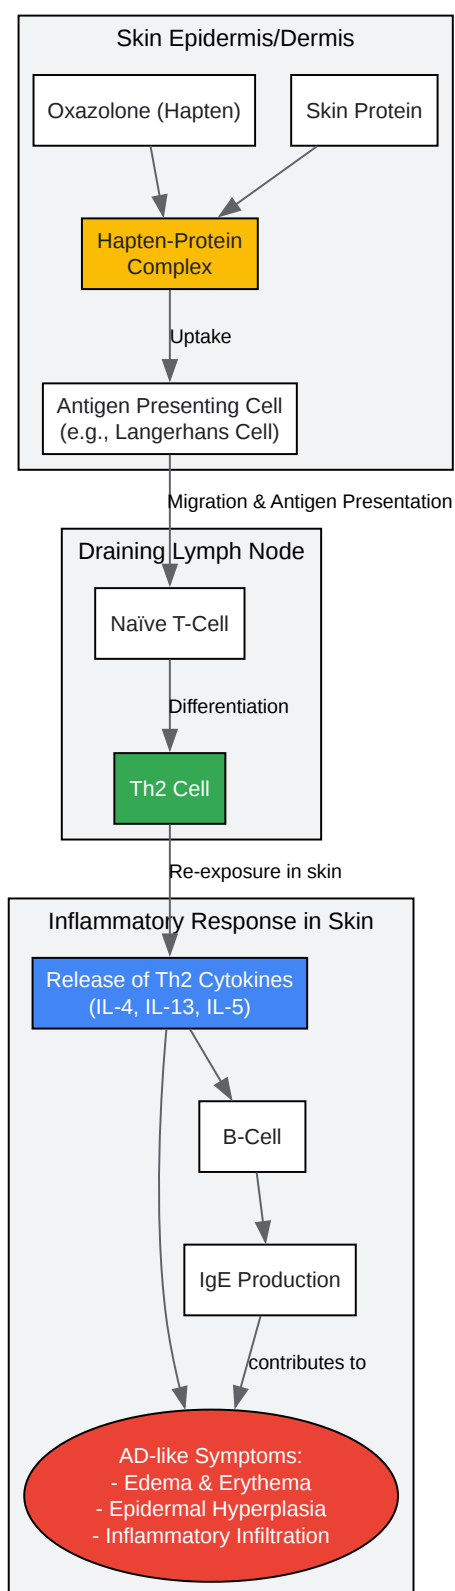 Skin Epidermis/Dermis
Oxazolone (Hapten)
Skin Protein
Hapten-Protein
Complex
Uptake
Antigen Presenting Cell
(e.g., Langerhans Cell)
Migration & Antigen Presentation
Draining Lymph Node
Naïve T-Cell
Differentiation
Th2 Cell
Re-exposure in skin
Inflammatory Response in Skin
Release of Th2 Cytokines
(IL-4, IL-13, IL-5)
B-Cell
IgE Production
contributes to
AD-like Symptoms:
- Edema & Erythema
- Epidermal Hyperplasia
- Inflammatory Infiltration